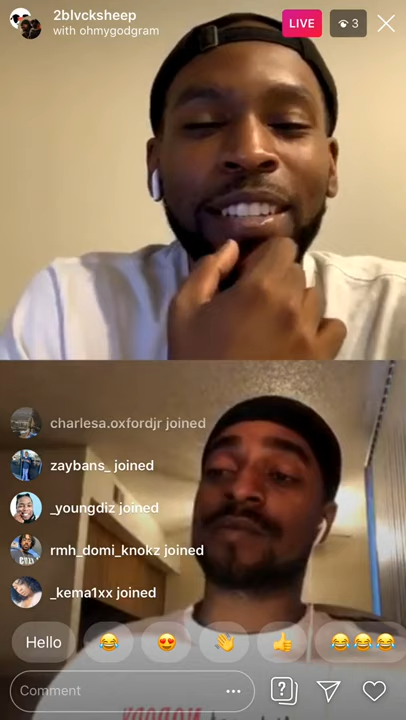 2blvcksheep
with ohmygodgram
LIVE
3
charlesa.oxfordjr joined
zaybans_ joined
_youngdiz joined
rmh_domi_knokz joined
_kema1xx joined
Hello
Comment